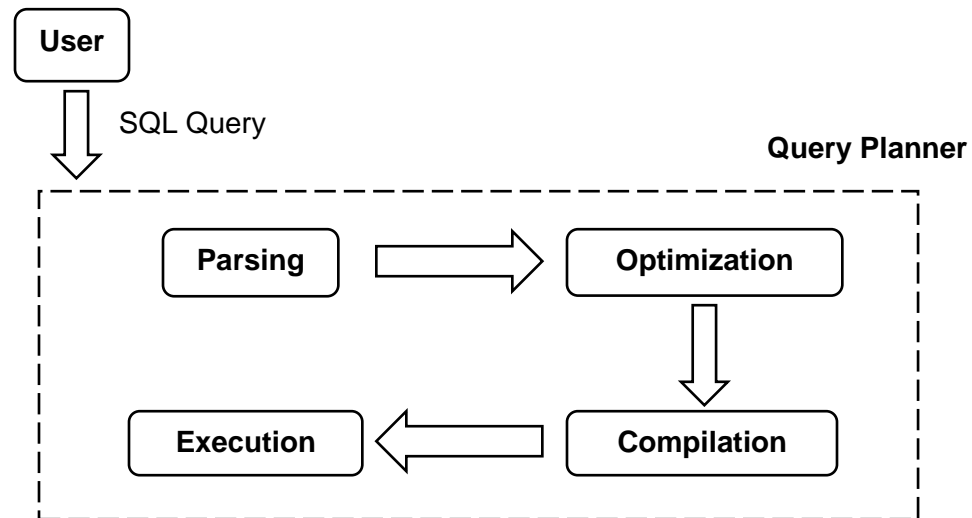 User
SQL Query
Query Planner
Parsing
Optimization
Execution
Compilation